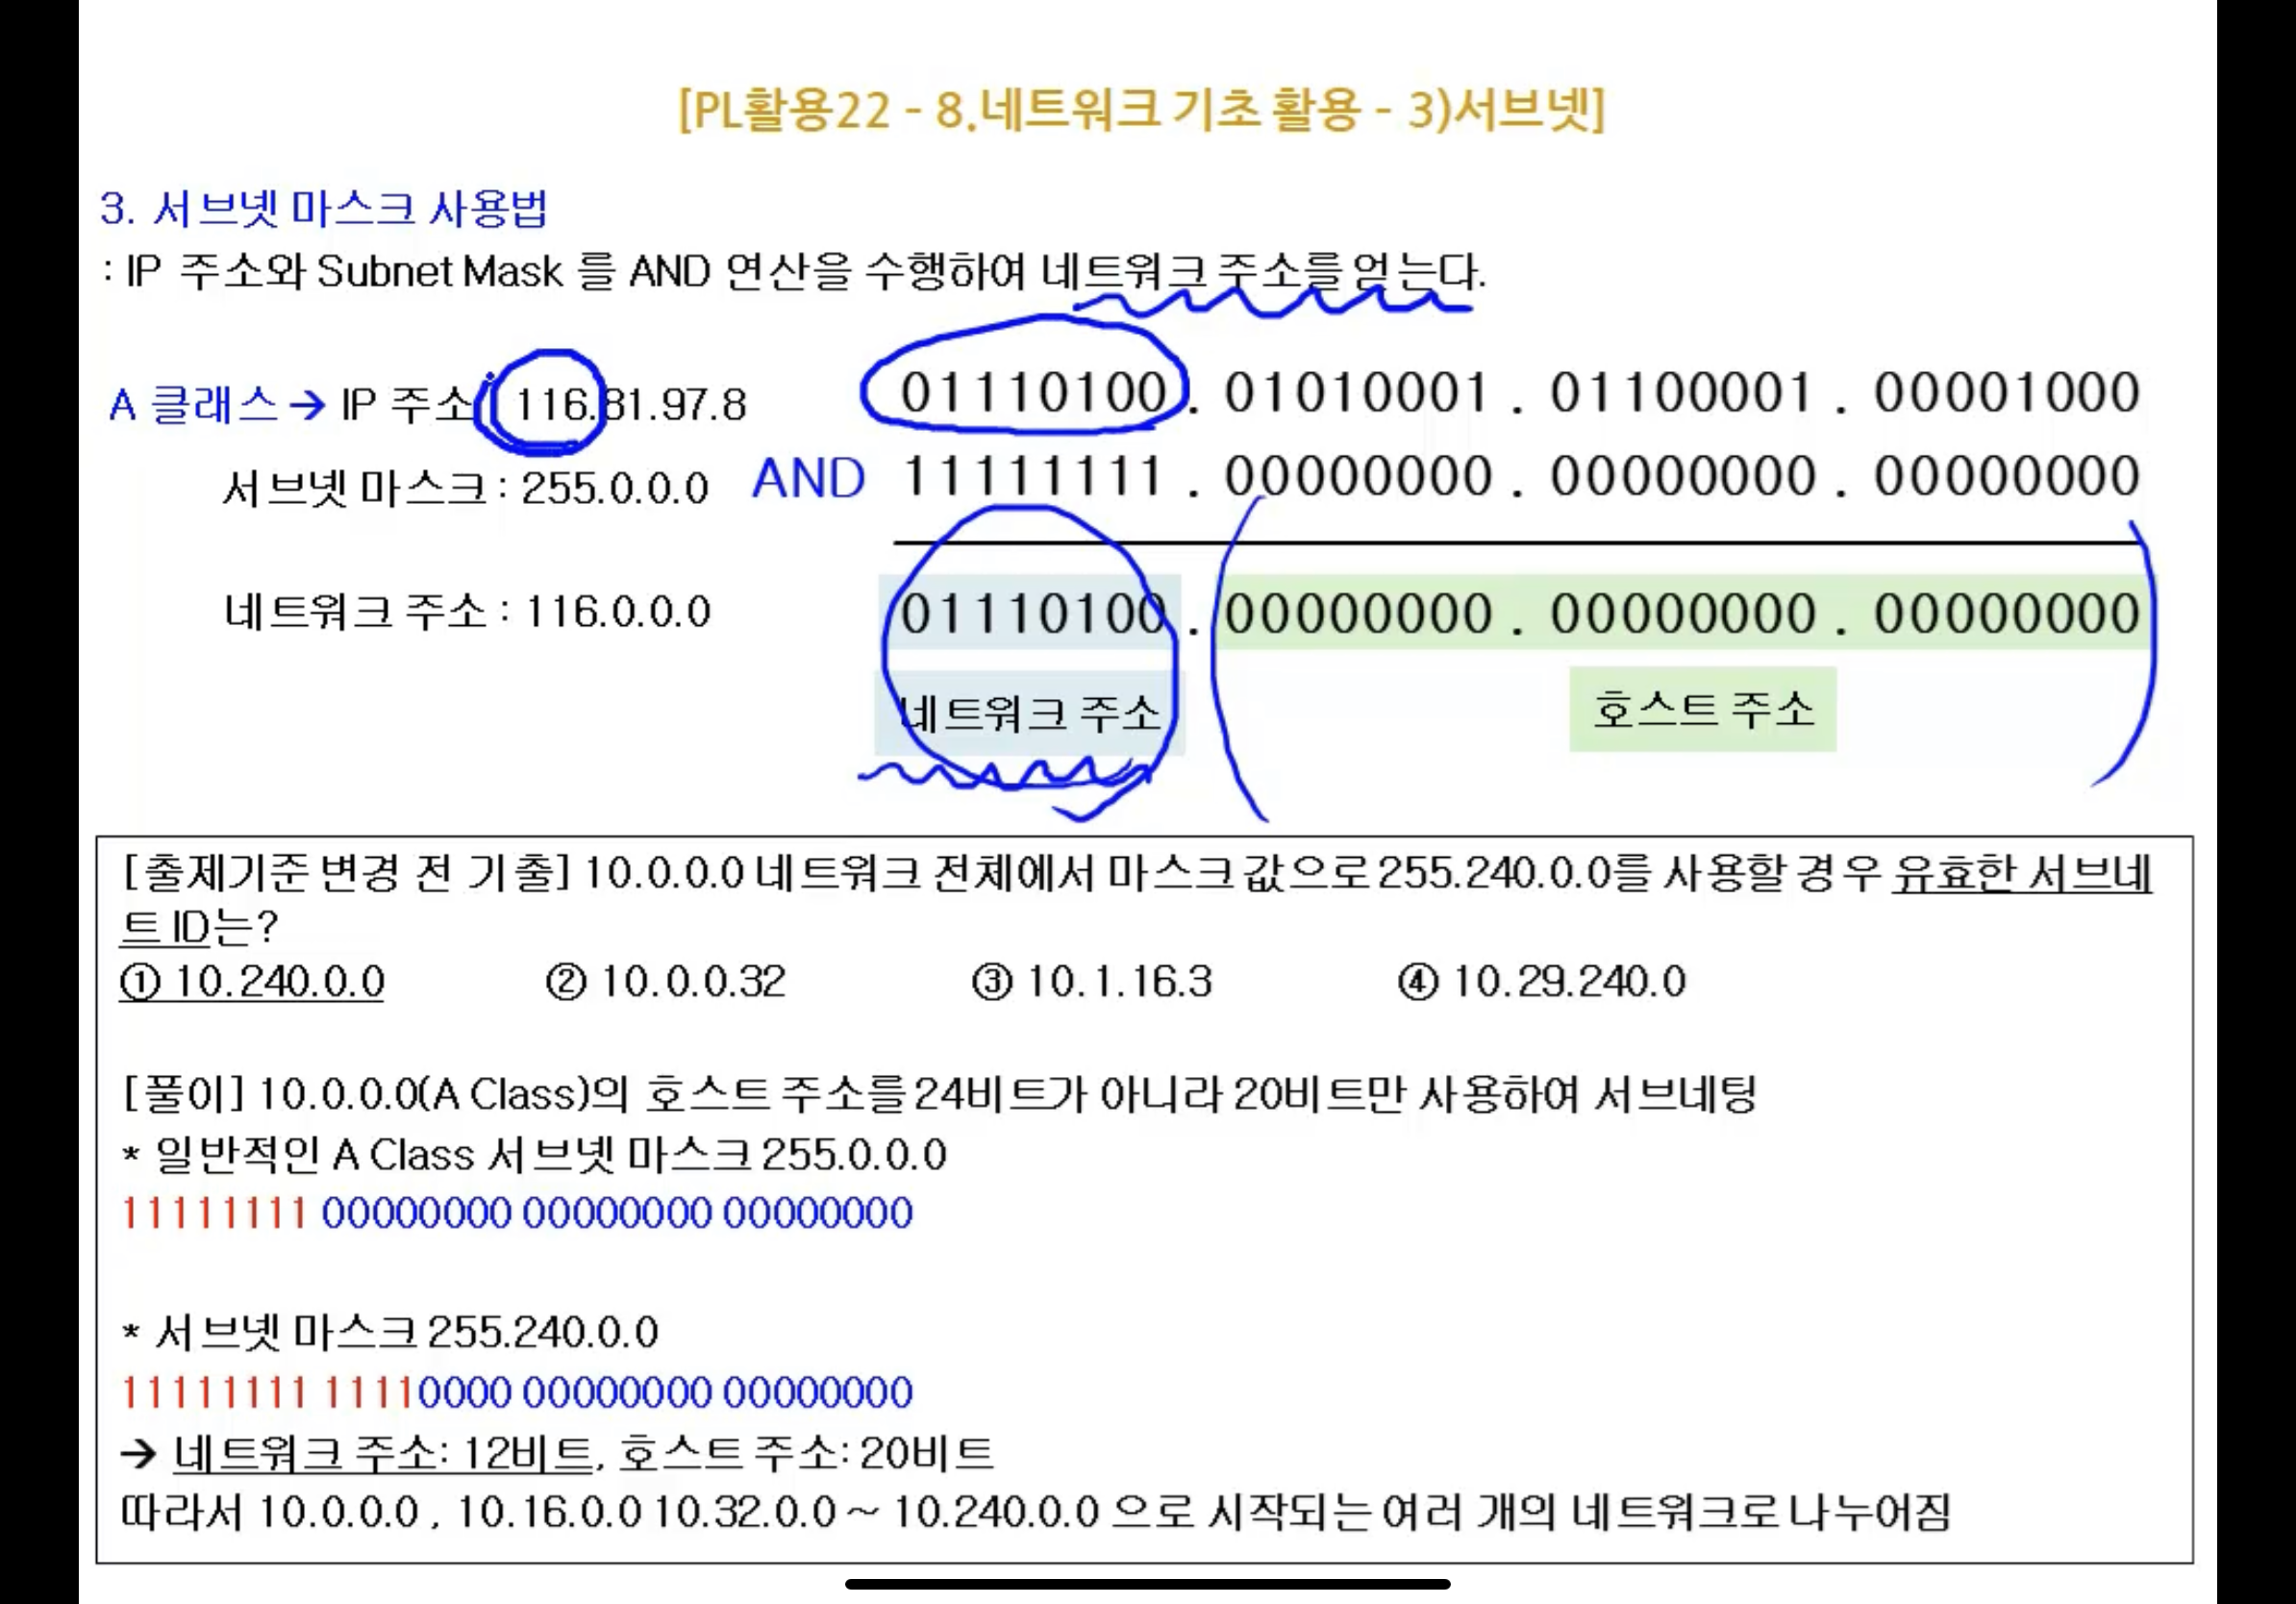 [PL활용22 - 8.네트워크 기초 활용 - 3)서브넷]
3. 서브넷 마스크 사용법
: IP 주소와 Subnet Mask 를 AND 연산을 수행하여 네트워크 주소를 얻는다.
A 클래스 → IP 주소 : 116.81.97.8 01110100 . 01010001 . 01100001 . 00001000
서브넷 마스크 : 255.0.0.0 AND 11111111 . 00000000 . 00000000 . 00000000
네트워크 주소 : 116.0.0.0 01110100 . 00000000 . 00000000 . 00000000
네트워크 주소 호스트 주소
[출제기준 변경 전 기출] 10.0.0.0 네트워크 전체에서 마스크 값으로 255.240.0.0를 사용할 경우 유효한 서브네
트 ID는?
① 10.240.0.0 ② 10.0.0.32 ③ 10.1.16.3 ④ 10.29.240.0
[풀이] 10.0.0.0(A Class)의 호스트 주소를 24비트가 아니라 20비트만 사용하여 서브네팅
* 일반적인 A Class 서브넷 마스크 255.0.0.0
11111111 00000000 00000000 00000000
* 서브넷 마스크 255.240.0.0
11111111 11110000 00000000 00000000
→ 네트워크 주소: 12비트, 호스트 주소: 20비트
따라서 10.0.0.0 , 10.16.0.0 10.32.0.0 ~ 10.240.0.0 으로 시작되는 여러 개의 네트워크로 나누어짐